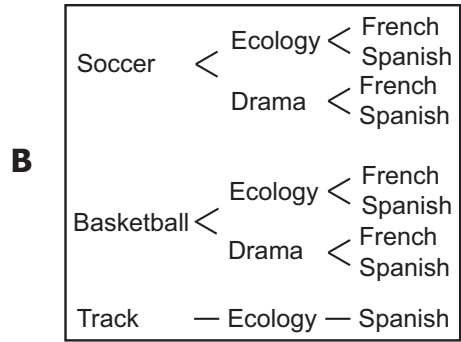 B
Soccer
Ecology
French
Spanish
Drama
French
Spanish
Basketball
Ecology
French
Spanish
Drama
French
Spanish
Track — Ecology — Spanish